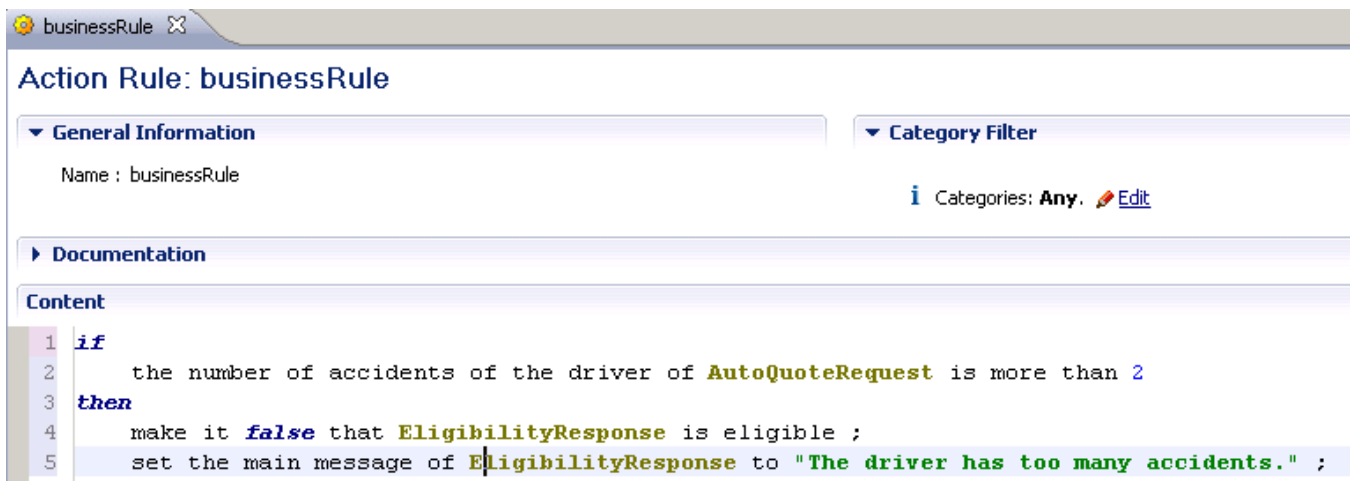 businessRule
Action Rule: businessRule
General Information
Category Filter
Name : businessRule
i Categories: Any. Edit
Documentation
Content
1 if
2 the number of accidents of the driver of AutoQuoteRequest is more than 2
3 then
4 make it false that EligibilityResponse is eligible ;
5 set the main message of EligibilityResponse to "The driver has too many accidents." ;